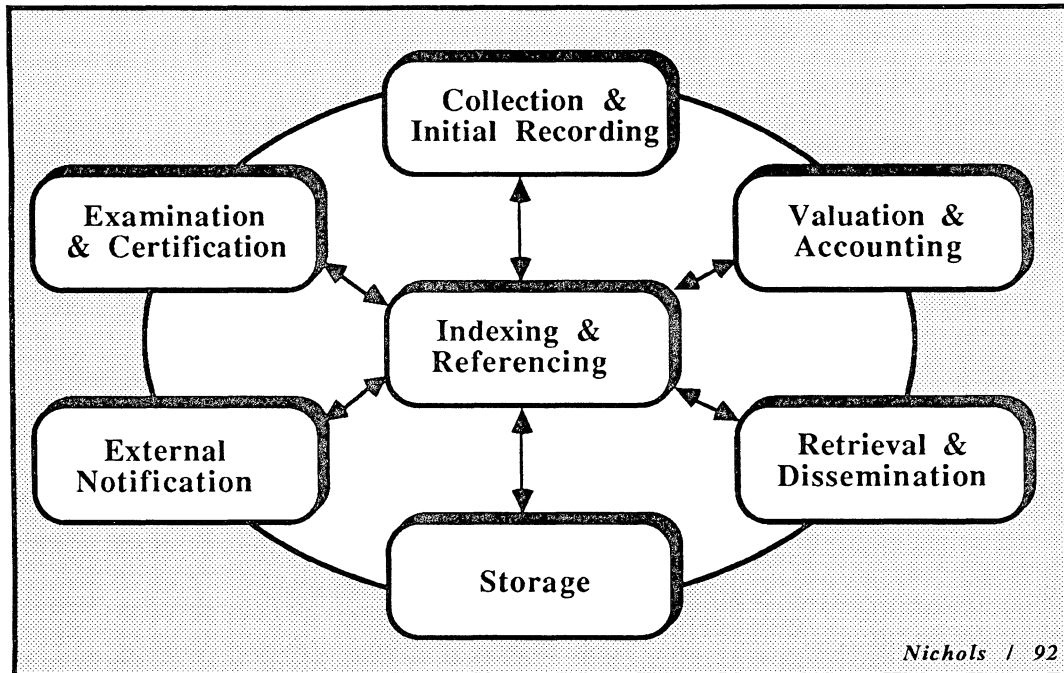 Collection &
Initial Recording
Examination
& Certification
Valuation &
Accounting
Indexing &
Referencing
External
Notification
Retrieval &
Dissemination
Storage
Nichols / 92